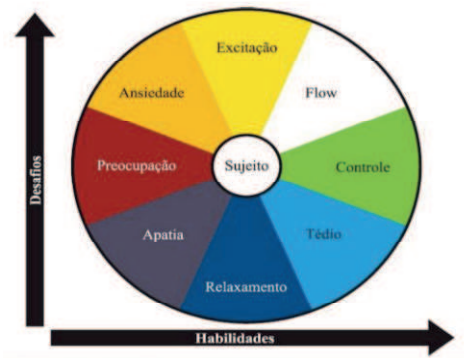 Excitação
Ansiedade
Flow
Preocupação
Sujeito
Controle
Desafios
Apatia
Tédio
Relaxamento
Habilidades